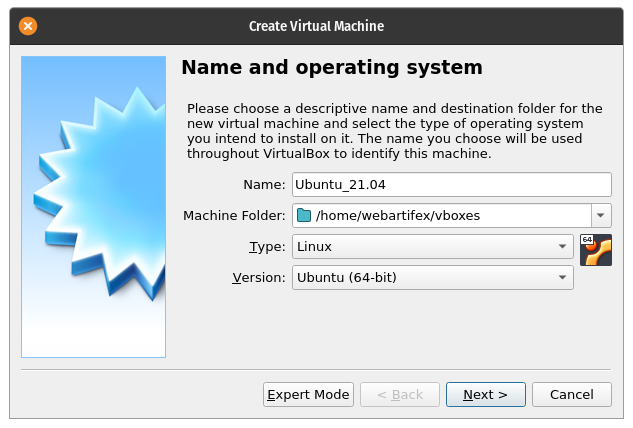 Create Virtual Machine
Name and operating system
Please choose a descriptive name and destination folder for the
new virtual machine and select the type of operating system
you intend to install on it. The name you choose will be used
throughout VirtualBox to identify this machine.
Name: Ubuntu_21.04
Machine Folder: /home/webartifex/vboxes
Type: Linux
64
Version: Ubuntu (64-bit)
Expert Mode < Back Next > Cancel